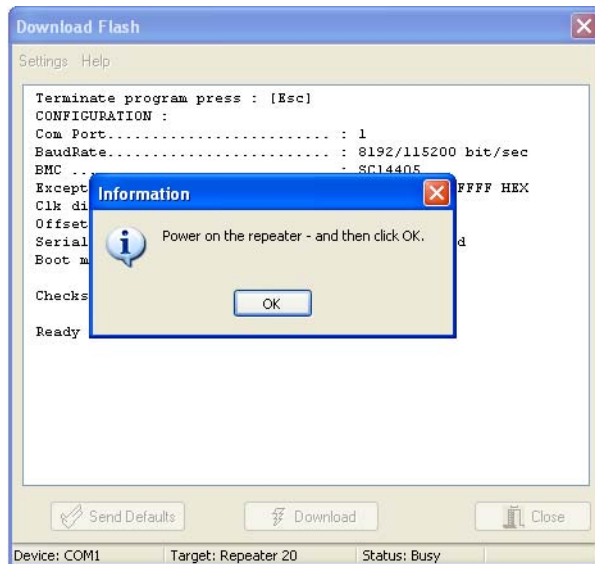 Download Flash
Settings Help
Terminate program press : [Esc]
CONFIGURATION :
Com Port........................ : 1
BaudRate........................ : 8192/115200 bit/sec
BMC ... : SC14405
Except FFFF HEX
Clk di
Offset
Serial d
Boot m
Checks
Ready
Information
Power on the repeater - and then click OK.
OK
Send Defaults Download Close
Device: COM1 Target: Repeater 20 Status: Busy